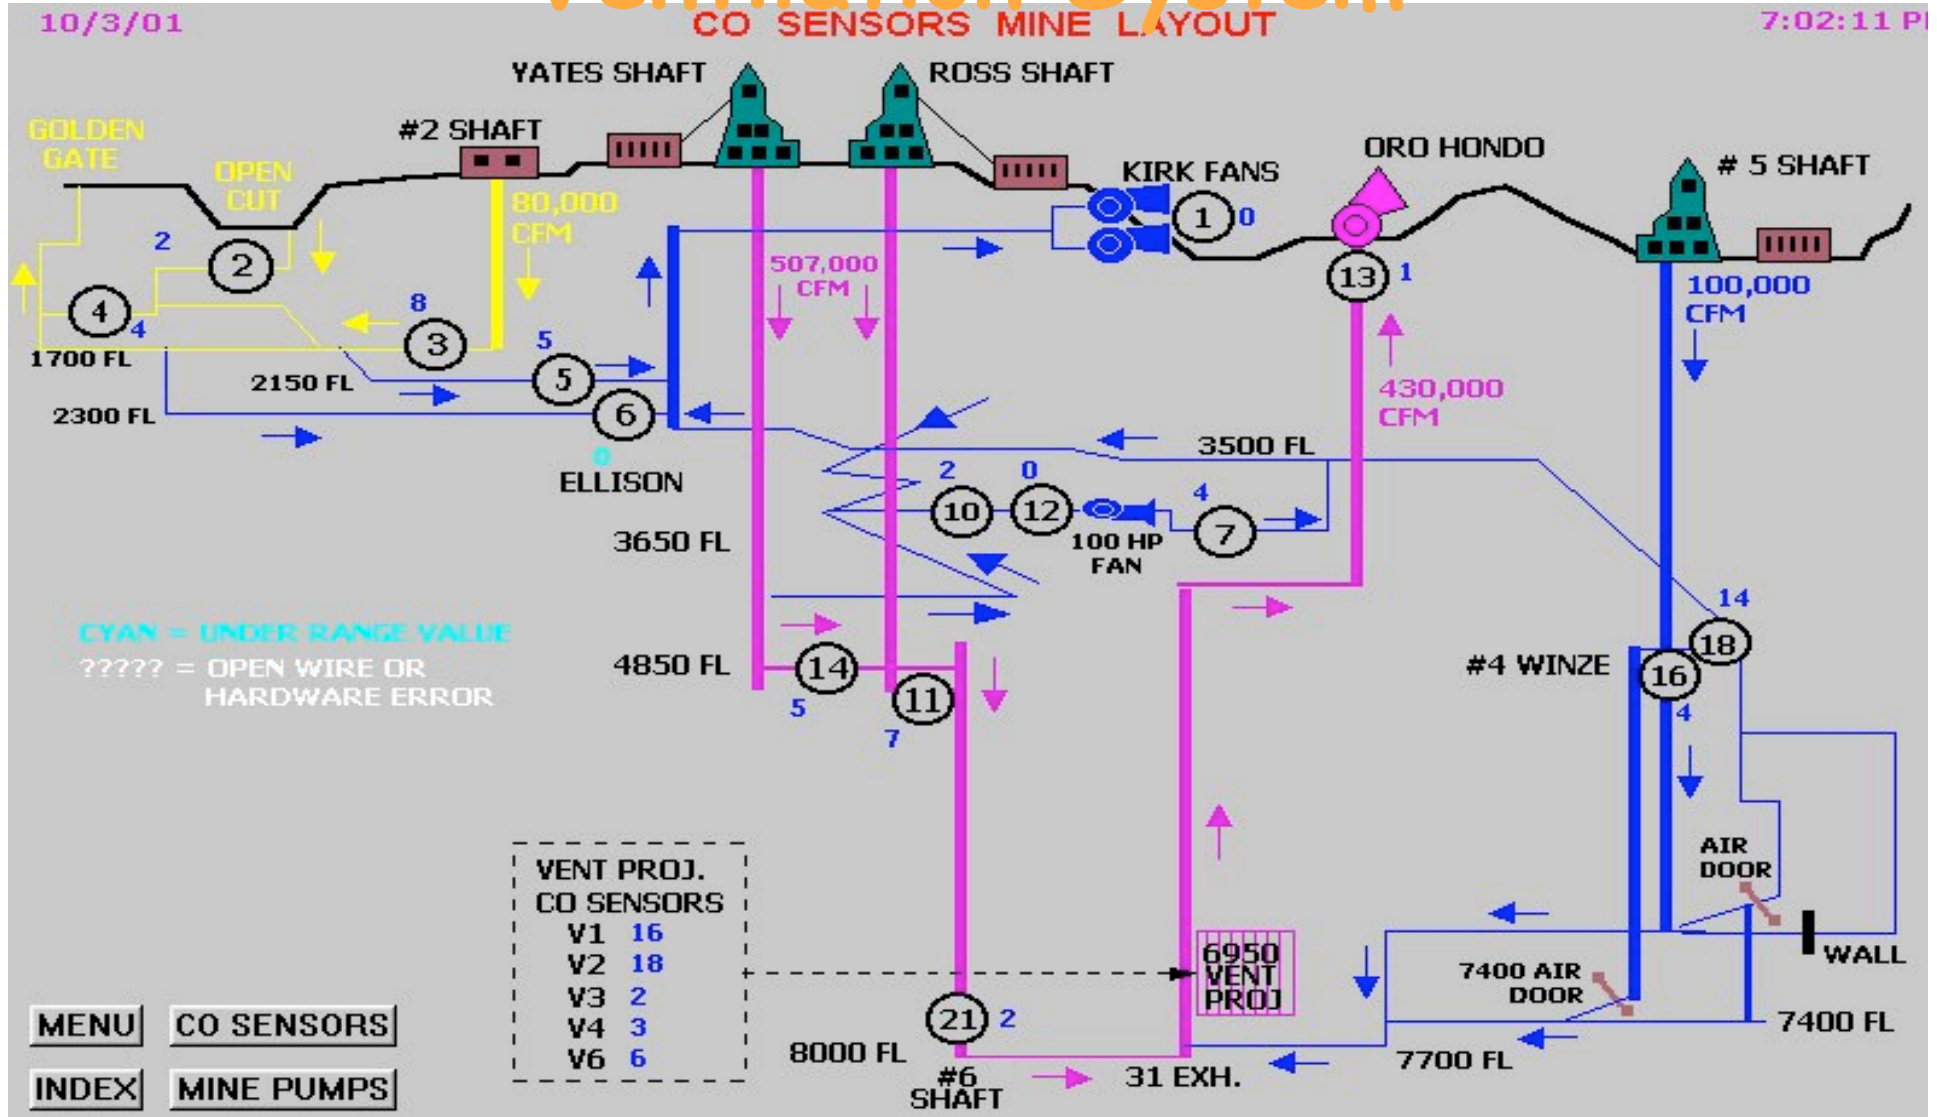 Ventilation System
10/3/01
CO SENSORS MINE LAYOUT
7:02:11 P
YATES SHAFT
ROSS SHAFT
#2 SHAFT
GOLDEN
GATE
OPEN
CUT
80,000
CFM
KIRK FANS
1
0
ORO HONDO
# 5 SHAFT
2
2
507,000
CFM
13
1
100,000
CFM
4
4
8
3
1700 FL
5
5
2150 FL
2300 FL
6
0
ELLISON
430,000
CFM
3500 FL
2
10
0
12
100 HP
FAN
4
7
3650 FL
CYAN = UNDER RANGE VALUE
????? = OPEN WIRE OR
HARDWARE ERROR
4850 FL
14
5
11
7
14
18
#4 WINZE
16
4
VENT PROJ.
CO SENSORS
V1 16
V2 18
V3 2
V4 3
V6 6
AIR
DOOR
WALL
6950
VENT
PROJ
7400 AIR
DOOR
7400 FL
21
2
8000 FL
#6
SHAFT
31 EXH.
7700 FL
MENU
CO SENSORS
INDEX
MINE PUMPS